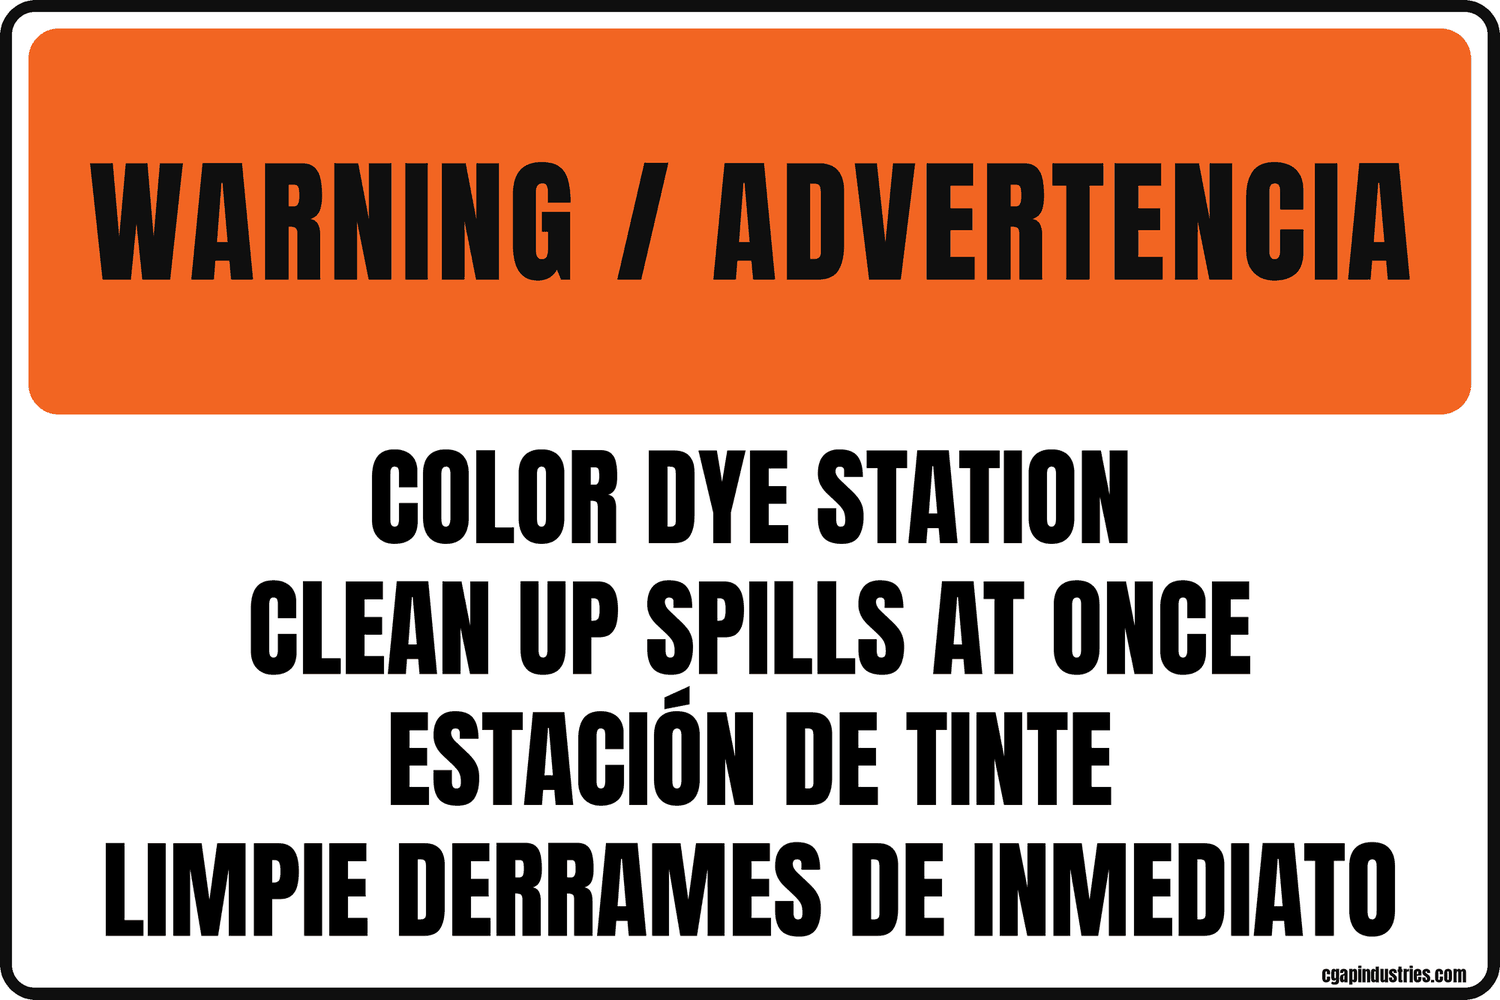 WARNING / ADVERTENCIA
COLOR DYE STATION
CLEAN UP SPILLS AT ONCE
ESTACIÓN DE TINTE
LIMPIE DERRAMES DE INMEDIATO
cgapindustries.com